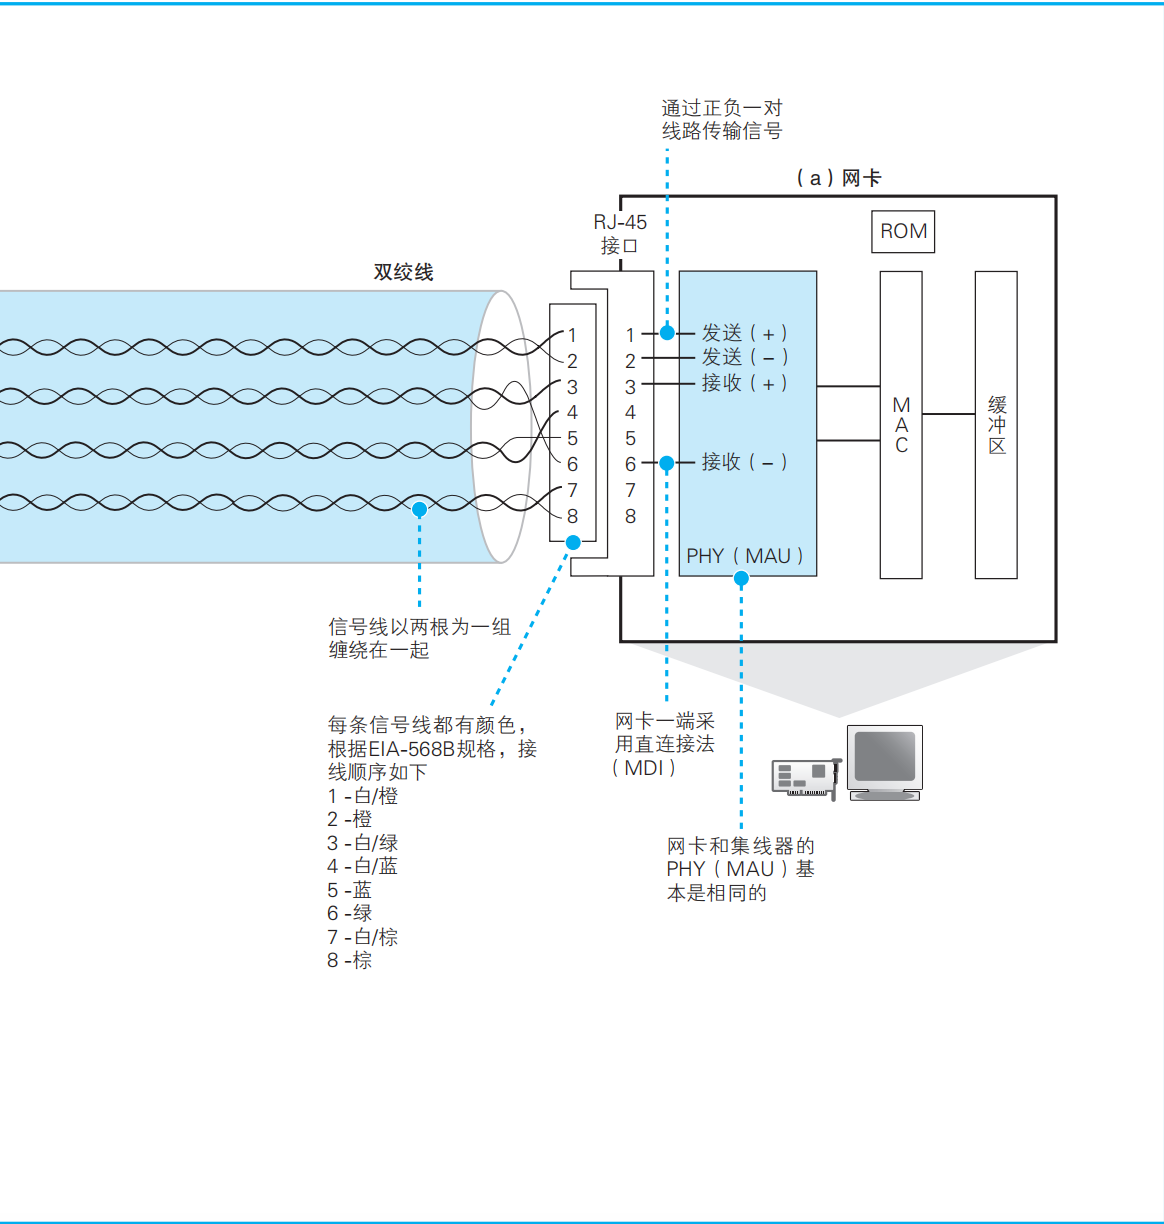 通过正负一对
线路传输信号
（a）网卡
RJ-45
接口
ROM
双绞线
1
2
3
4
5
6
7
8
1
2
3
4
5
6
7
8
发送（+）
发送（−）
接收（+）
接收（−）
PHY（MAU）
M
A
C
缓
冲
区
信号线以两根为一组
缠绕在一起
每条信号线都有颜色，
根据EIA-568B规格，接
线顺序如下
1 -白/橙
2 -橙
3 -白/绿
4 -白/蓝
5 -蓝
6 -绿
7 -白/棕
8 -棕
网卡一端采
用直连接法
（MDI）
网卡和集线器的
PHY（MAU）基
本是相同的